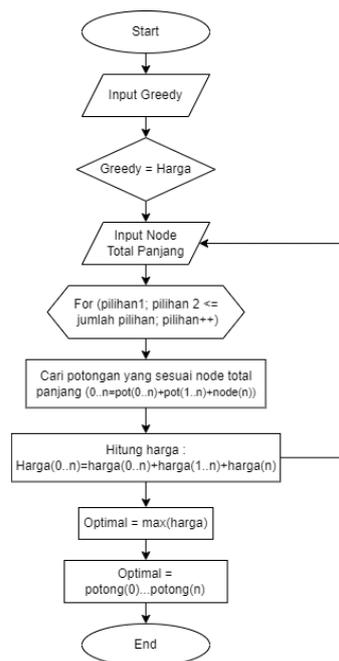 Start
Input Greedy
Greedy = Harga
Input Node
Total Panjang
For (pilihan1; pilihan 2 <=
jumlah pilihan; pilihan++)
Cari potongan yang sesuai node total
panjang (0..n=pot(0..n)+pot(1..n)+node(n))
Hitung harga :
Harga(0..n)=harga(0..n)+harga(1..n)+harga(n)
Optimal = max(harga)
Optimal =
potong(0)...potong(n)
End